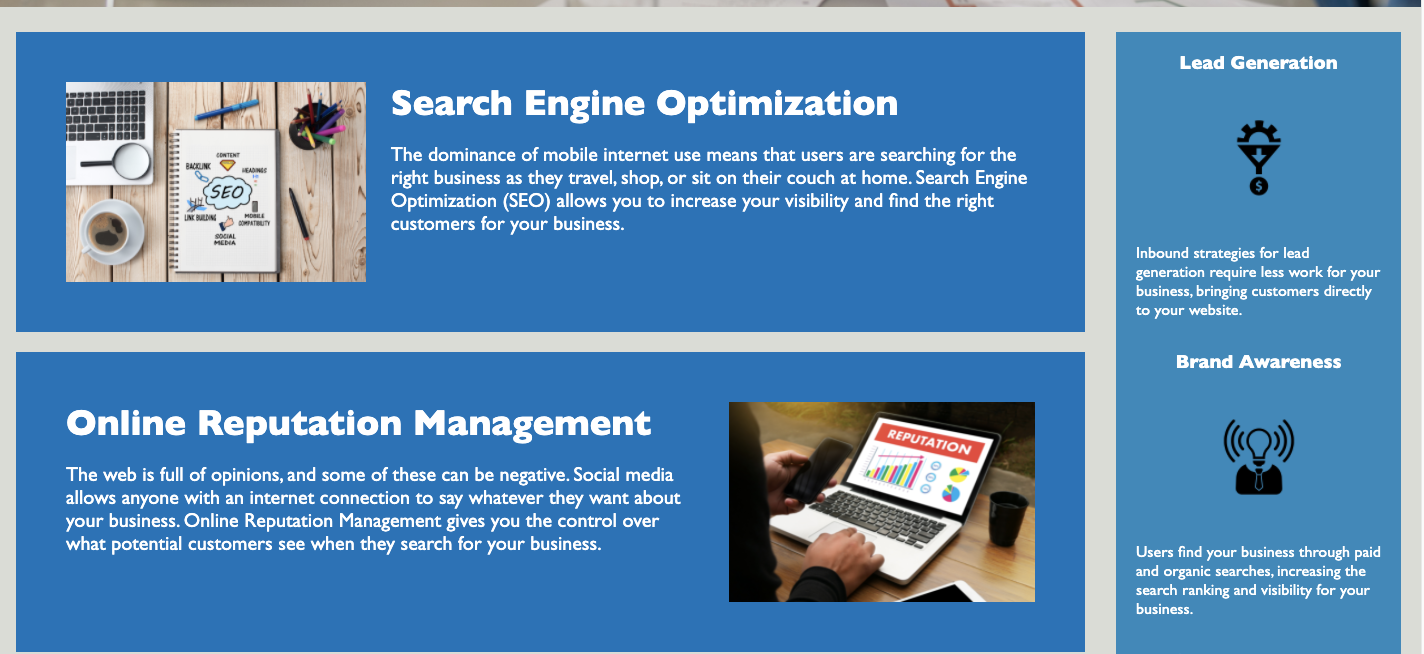 Search Engine Optimization
The dominance of mobile internet use means that users are searching for the
right business as they travel, shop, or sit on their couch at home. Search Engine
Optimization (SEO) allows you to increase your visibility and find the right
customers for your business.
CONTENT
BACKLINK
HEADINGS
SEO
LINK BUILDING
MOBILE
COMPATIBILITY
SOCIAL
MEDIA
Online Reputation Management
The web is full of opinions, and some of these can be negative. Social media
allows anyone with an internet connection to say whatever they want about
your business. Online Reputation Management gives you the control over
what potential customers see when they search for your business.
REPUTATION
Lead Generation
$
Inbound strategies for lead
generation require less work for your
business, bringing customers directly
to your website.
Brand Awareness
Users find your business through paid
and organic searches, increasing the
search ranking and visibility for your
business.